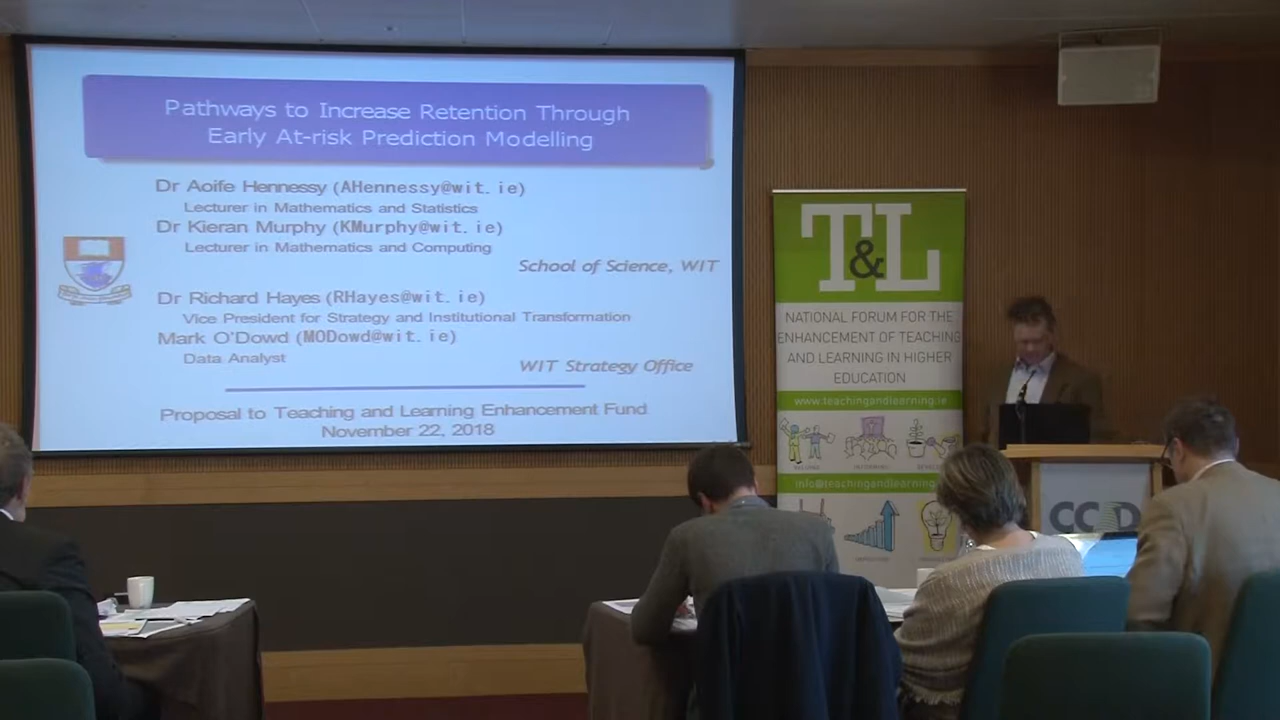 Pathways to Increase Retention Through
Early At-risk Prediction Modelling
Dr Aoife Hennessy (AHennessy@wit.ie)
Lecturer in Mathematics and Statistics
Dr Kieran Murphy (KMurphy@wit.ie)
Lecturer in Mathematics and Computing
School of Science, WIT
Dr Richard Hayes (RHayes@wit.ie)
Vice President for Strategy and Institutional Transformation
Mark O'Dowd (MODowd@wit.ie)
Data Analyst
WIT Strategy Office
Proposal to Teaching and Learning Enhancement Fund
November 22, 2018
T&L
NATIONAL FORUM FOR THE
ENHANCEMENT OF TEACHING
AND LEARNING IN HIGHER
EDUCATION
www.teachingandlearning.ie
info@teachingandlearning.